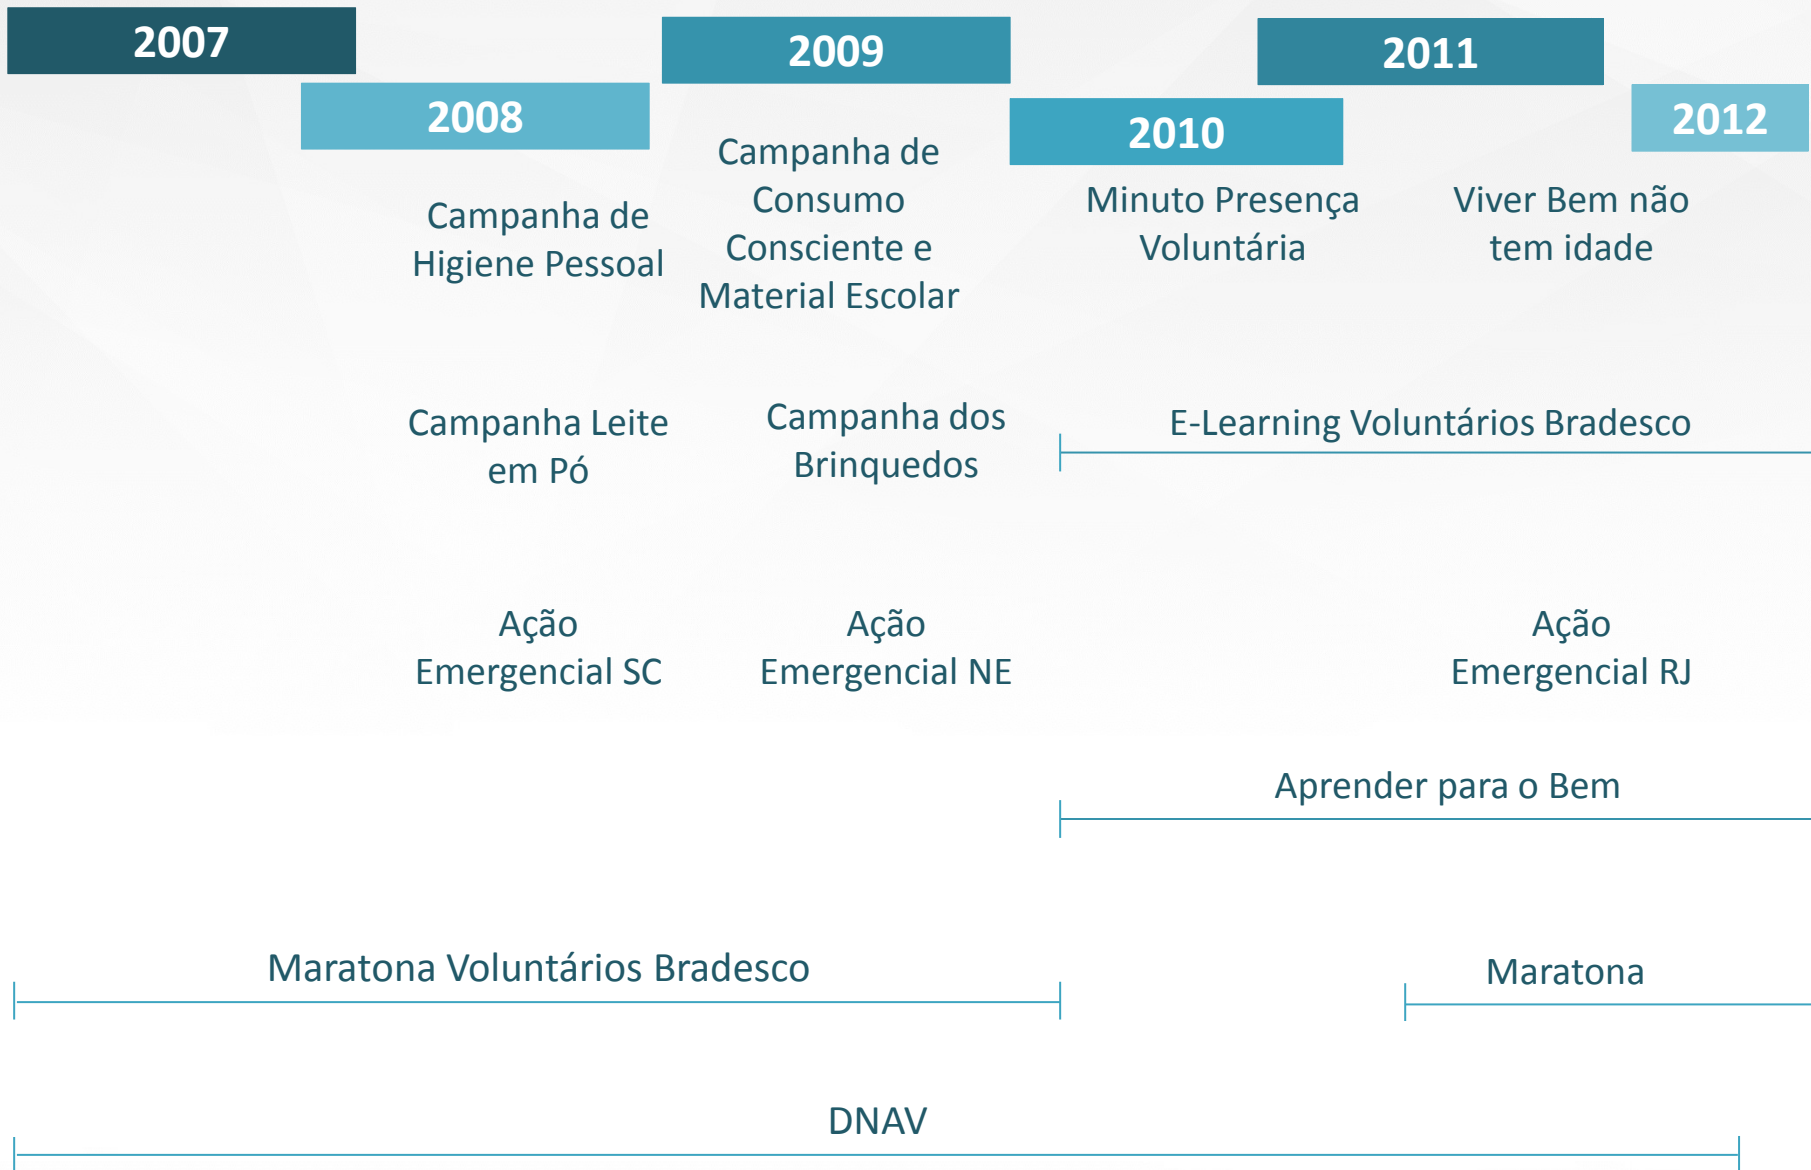 2007
2008
2009
2010
2011
2012
Campanha de
Higiene Pessoal
Campanha de
Consumo
Consciente e
Material Escolar
Minuto Presença
Voluntária
Viver Bem não
tem idade
Campanha Leite
em Pó
Campanha dos
Brinquedos
E-Learning Voluntários Bradesco
Ação
Emergencial SC
Ação
Emergencial NE
Ação
Emergencial RJ
Aprender para o Bem
Maratona Voluntários Bradesco
Maratona
DNAV